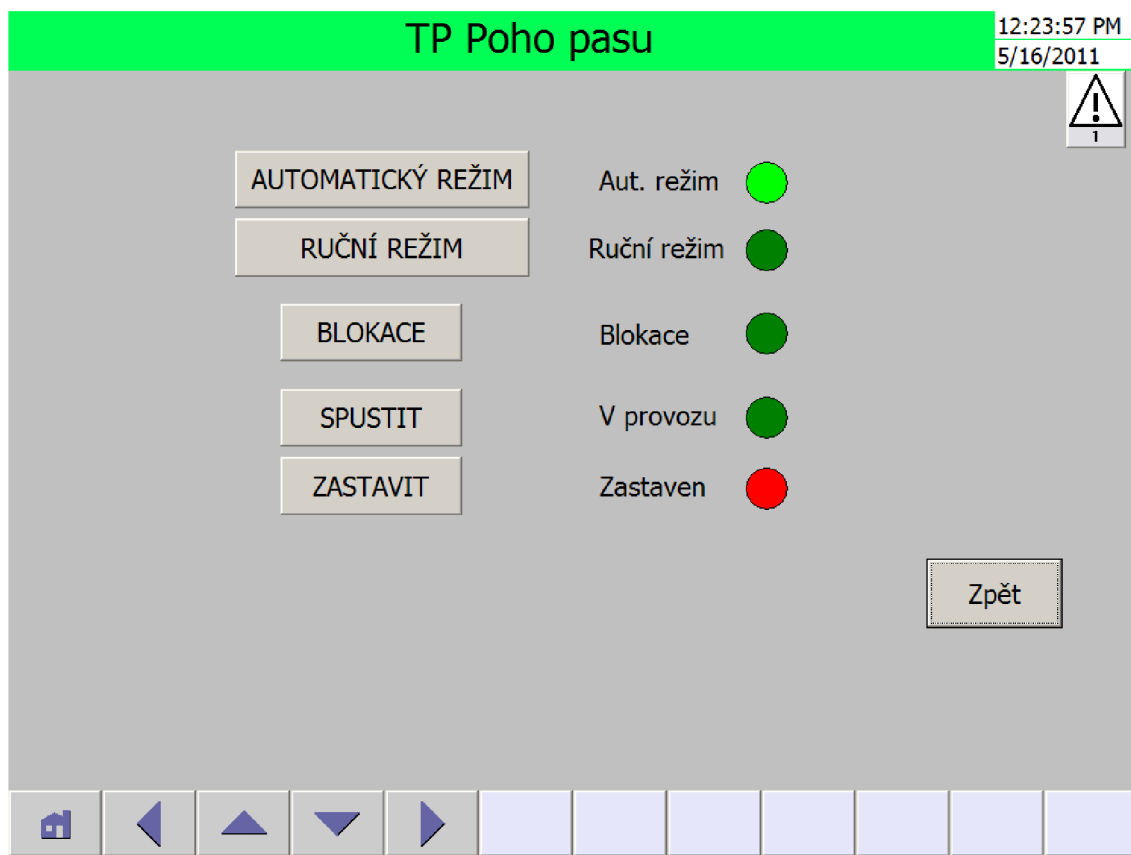 TP Poho pasu
12:23:57 PM
5/16/2011
1
AUTOMATICKÝ REŽIM Aut. režim
RUČNÍ REŽIM Ruční režim
BLOKACE Blokace
SPUSTIT V provozu
ZASTAVIT Zastaven
Zpět